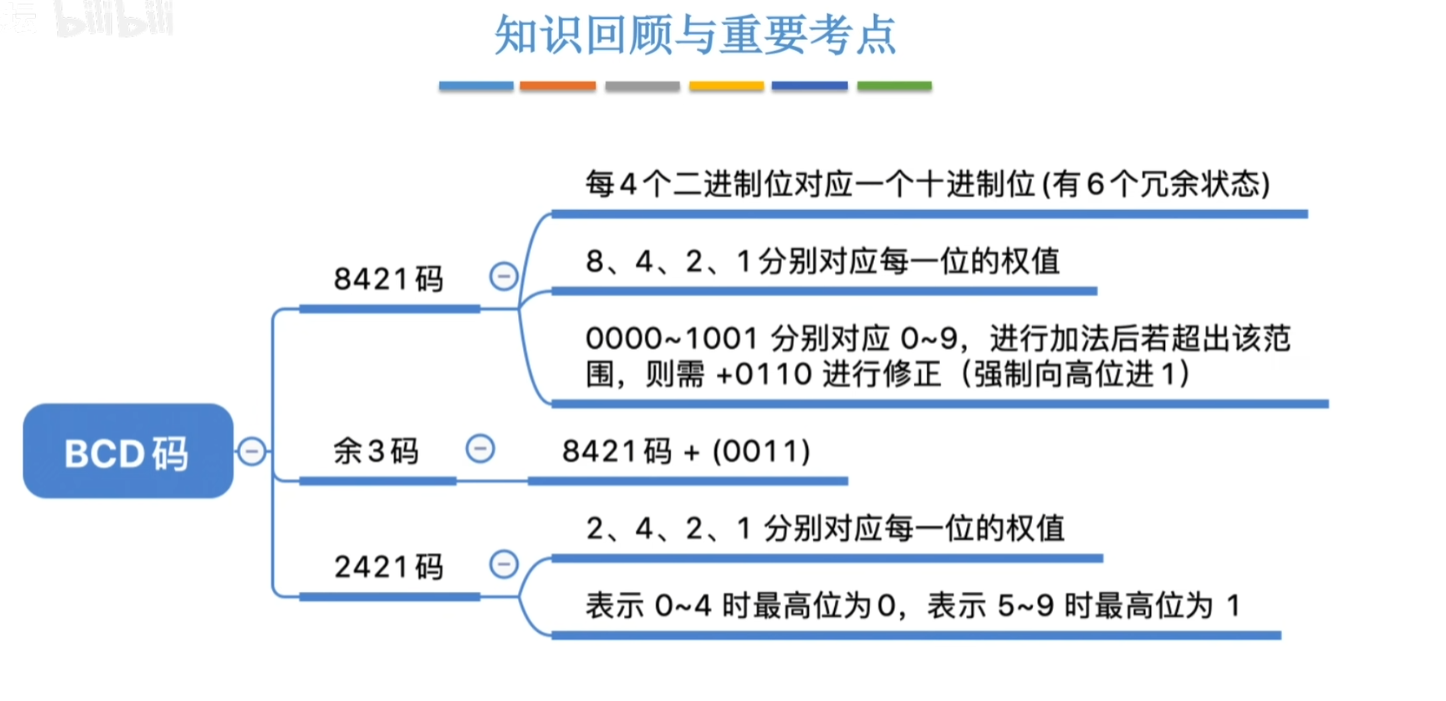 bilibili
知识回顾与重要考点
每4个二进制位对应一个十进制位(有6个冗余状态)
8、4、2、1分别对应每一位的权值
8421码
0000~1001 分别对应 0~9，进行加法后若超出该范
围，则需 +0110 进行修正（强制向高位进1）
BCD码
余3码
8421码 + (0011)
2、4、2、1 分别对应每一位的权值
2421码
表示 0~4 时最高位为0，表示 5~9 时最高位为 1